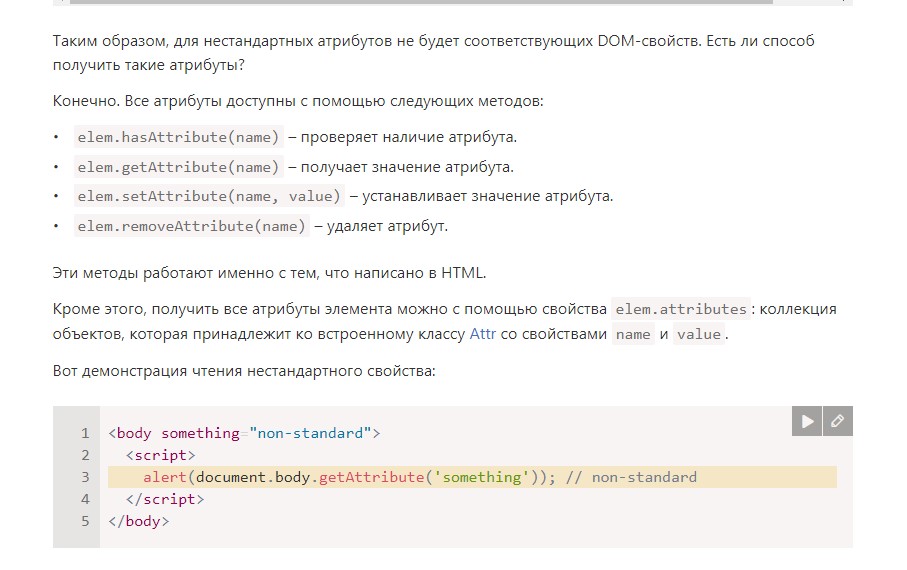 Таким образом, для нестандартных атрибутов не будет соответствующих DOM-свойств. Есть ли способ
получить такие атрибуты?
Конечно. Все атрибуты доступны с помощью следующих методов:
• elem.hasAttribute(name) – проверяет наличие атрибута.
• elem.getAttribute(name) – получает значение атрибута.
• elem.setAttribute(name, value) – устанавливает значение атрибута.
• elem.removeAttribute(name) – удаляет атрибут.
Эти методы работают именно с тем, что написано в HTML.
Кроме этого, получить все атрибуты элемента можно с помощью свойства elem.attributes: коллекция
объектов, которая принадлежит ко встроенному классу Attr со свойствами name и value.
Вот демонстрация чтения нестандартного свойства:
1 <body something="non-standard">
2 <script>
3 alert(document.body.getAttribute('something')); // non-standard
4 </script>
5 </body>